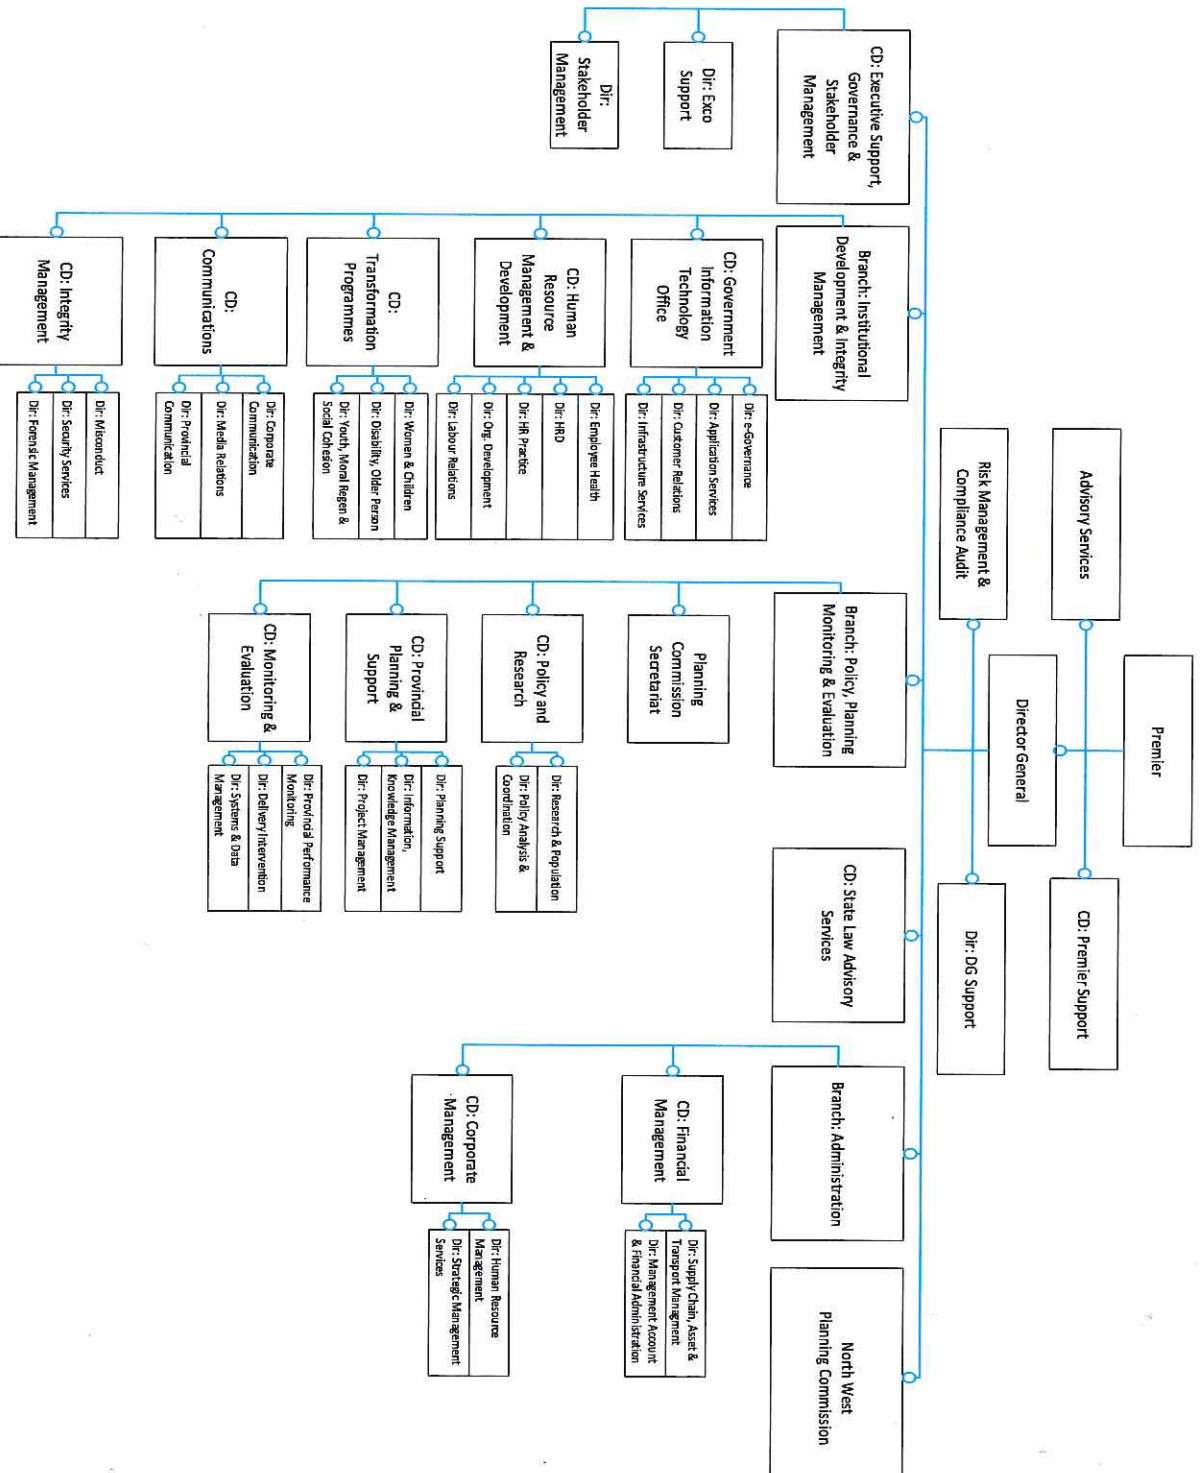 Premier
Advisory Services
CD: Premier Support
Director General
Risk Management &
Compliance Audit
Dir: DG Support
CD: Executive Support,
Governance &
Stakeholder
Management
Dir: Exco
Support
Dir:
Stakeholder
Management
Branch: Institutional
Development & Integrity
Management
CD: Government
Information
Technology
Office
Dir: e-Governance
Dir: Application Services
Dir: Customer Relations
Dir: Infrastructure Services
CD: Human
Resource
Management &
Development
Dir: Employee Health
Dir: HRD
Dir: HR Practice
Dir: Org. Development
Dir: Labour Relations
CD:
Transformation
Programmes
Dir: Women & Children
Dir: Disability, Older Person
Dir: Youth, Moral Regen &
Social Cohesion
CD:
Communications
Dir: Corporate
Communication
Dir: Media Relations
Dir: Provincial
Communication
CD: Integrity
Management
Dir: Misconduct
Dir: Security Services
Dir: Forensic Management
Branch: Policy, Planning
Monitoring & Evaluation
Planning
Commission
Secretariat
CD: Policy and
Research
Dir: Research & Population
Dir: Policy Analysis &
Coordination
CD: Provincial
Planning &
Support
Dir: Planning Support
Dir: Information,
Knowledge Management
Dir: Project Management
CD: Monitoring &
Evaluation
Dir: Provincial Performance
Monitoring
Dir: Delivery Intervention
Dir: Systems & Data
Management
CD: State Law Advisory
Services
Branch: Administration
CD: Financial
Management
Dir: Supply Chain, Asset &
Transport Managment
Dir: Management Account
& Financial Administration
CD: Corporate
Management
Dir: Human Resource
Management
Dir: Strategic Management
Services
North West
Planning Commission